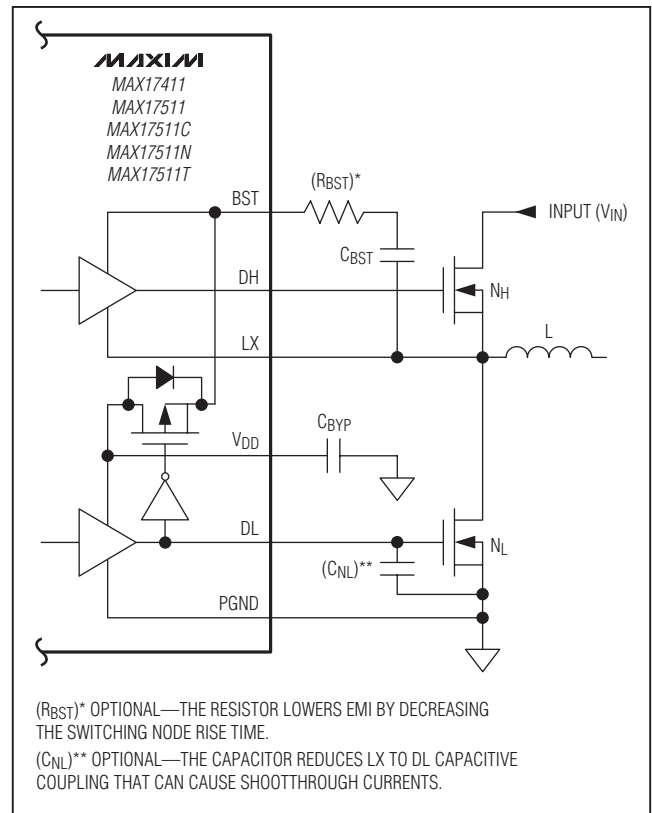 MAXIM
MAX17411
MAX17511
MAX17511C
MAX17511N
MAX17511T
BST
(RBST)*
INPUT (VIN)
CBST
DH
NH
LX
L
CBYP
VDD
DL
NL
(CNL)**
PGND
(RBST)* OPTIONAL—THE RESISTOR LOWERS EMI BY DECREASING
THE SWITCHING NODE RISE TIME.
(CNL)** OPTIONAL—THE CAPACITOR REDUCES LX TO DL CAPACITIVE
COUPLING THAT CAN CAUSE SHOOTTHROUGH CURRENTS.